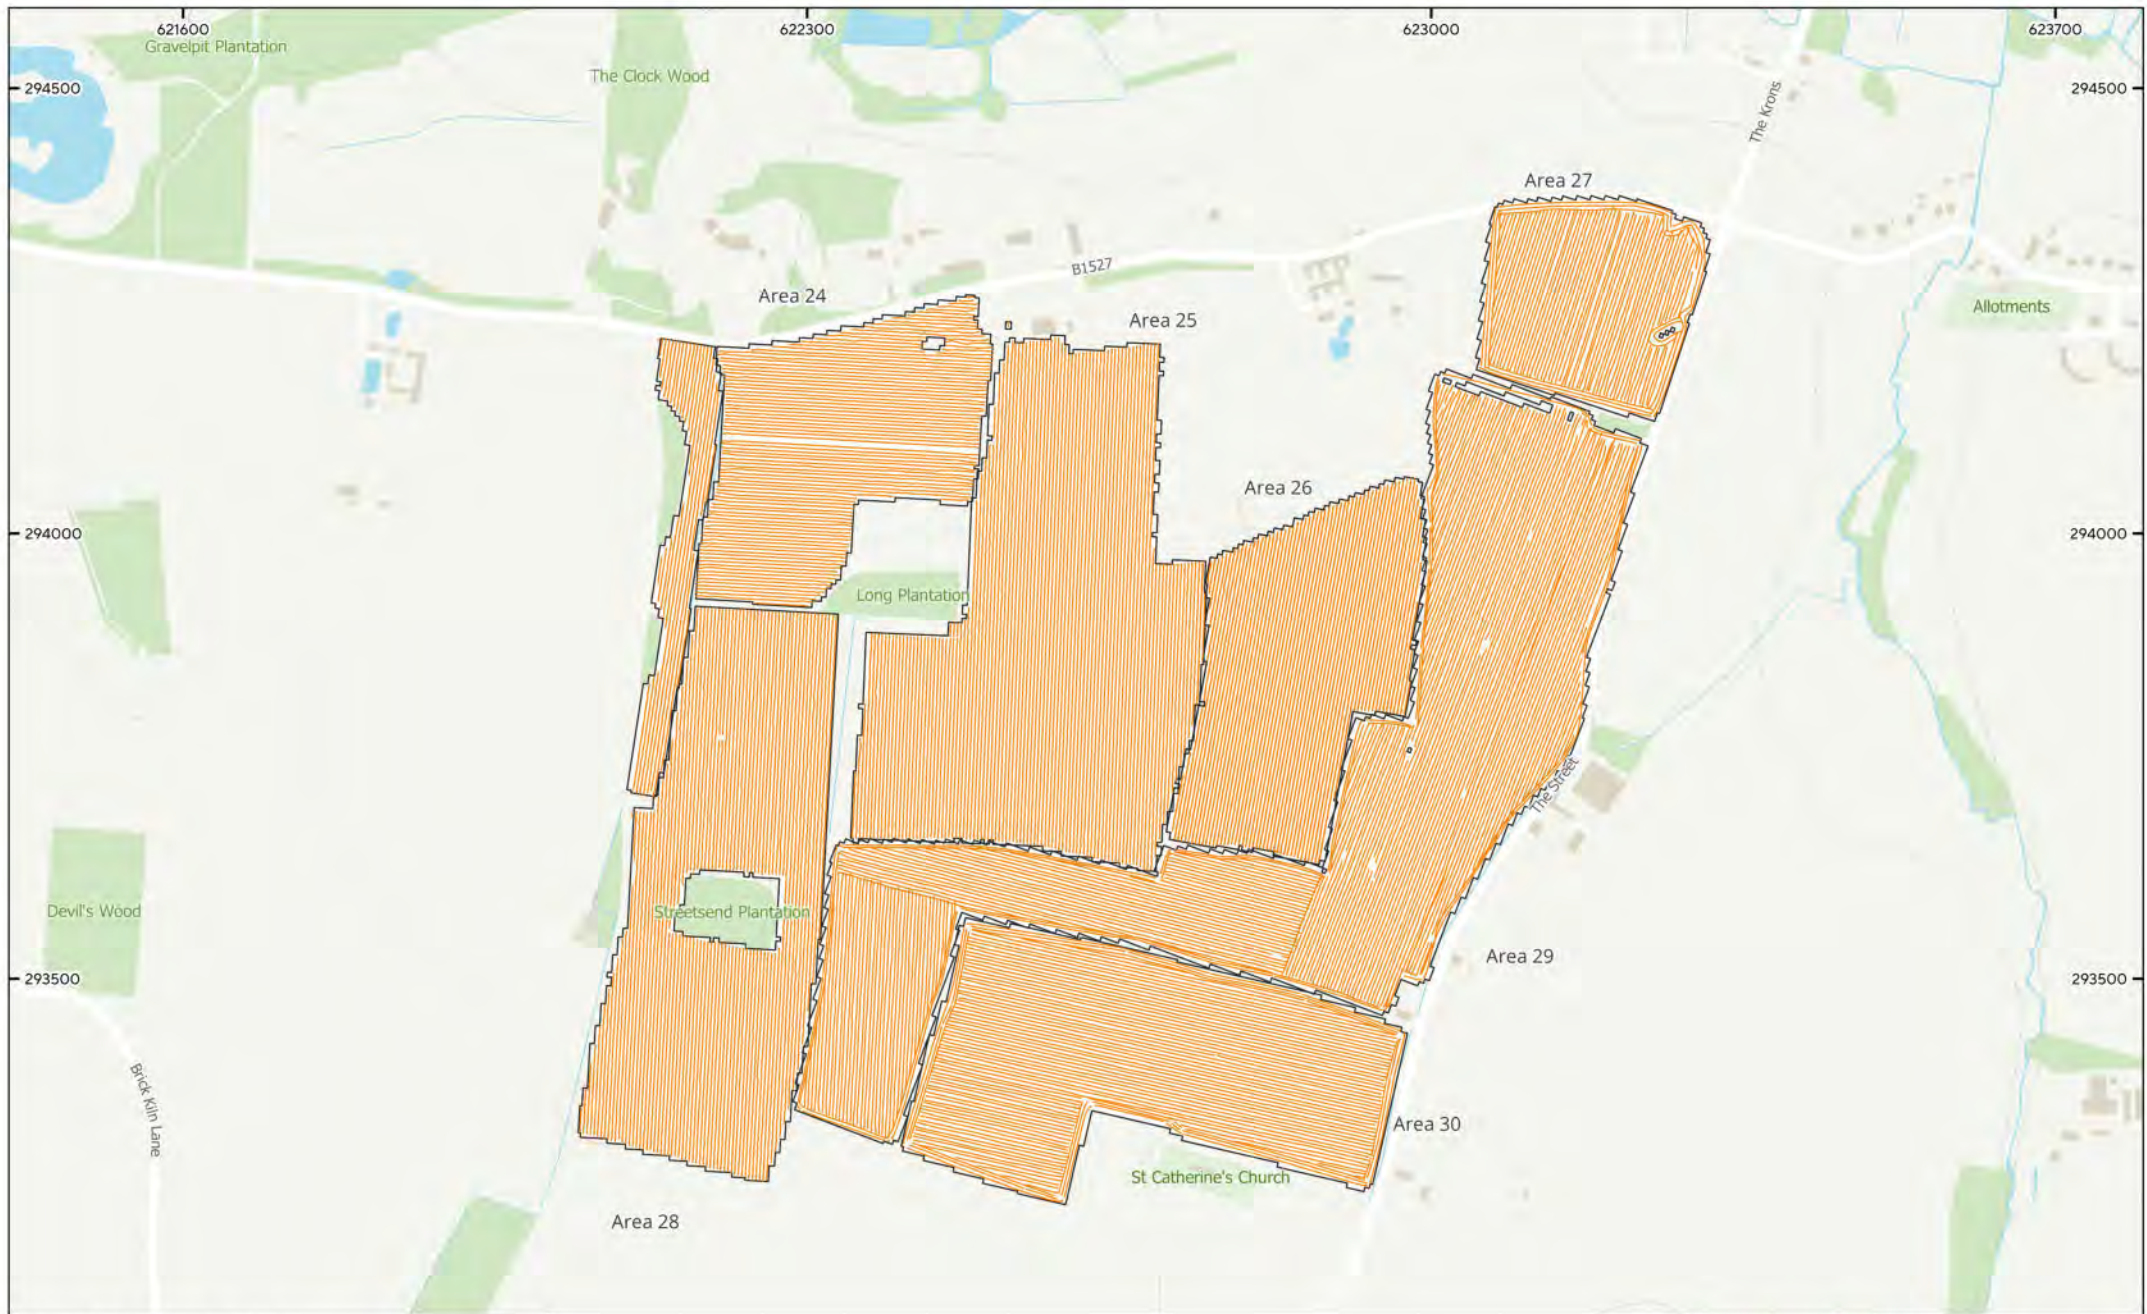 621600
622300
623000
623700
Gravelpit Plantation
The Clock Wood
294500
294500
The Krons
Area 27
B1527
Area 24
Area 25
Allotments
Area 26
294000
294000
Long Plantation
The Street
Devil's Wood
Streetsend Plantation
Area 29
293500
293500
Brick Kiln Lane
Area 30
St Catherine's Church
Area 28